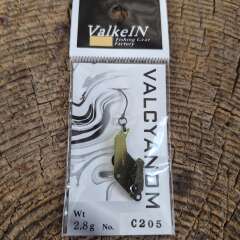 ValkeIN
Fishing Gear
Factory
VALCYANOM
Wt
2.8g No. C205